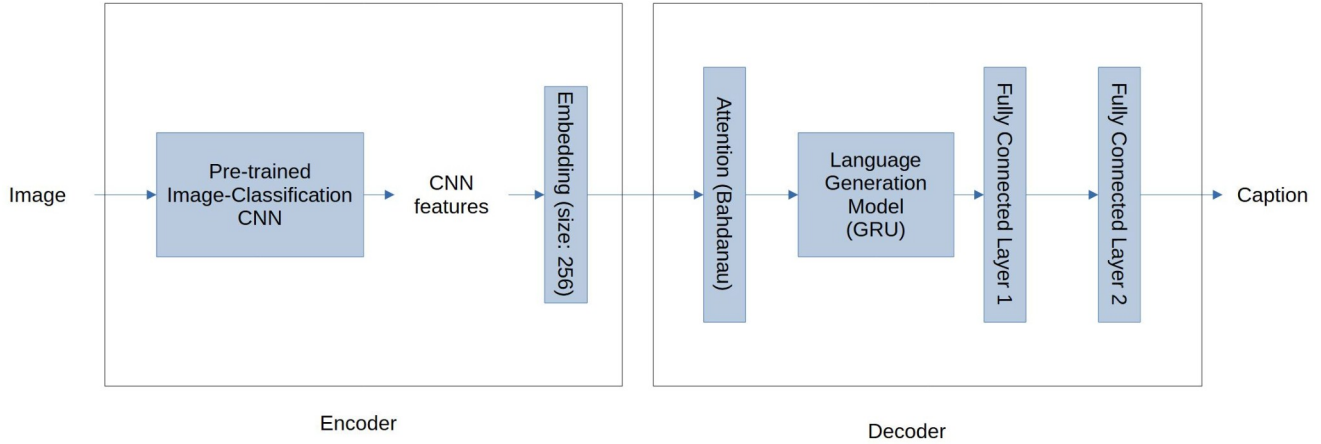 Image
Pre-trained
Image-Classification
CNN
CNN
features
Embedding (size: 256)
Attention (Bahdanau)
Language
Generation
Model
(GRU)
Fully Connected Layer 1
Fully Connected Layer 2
Caption
Encoder
Decoder